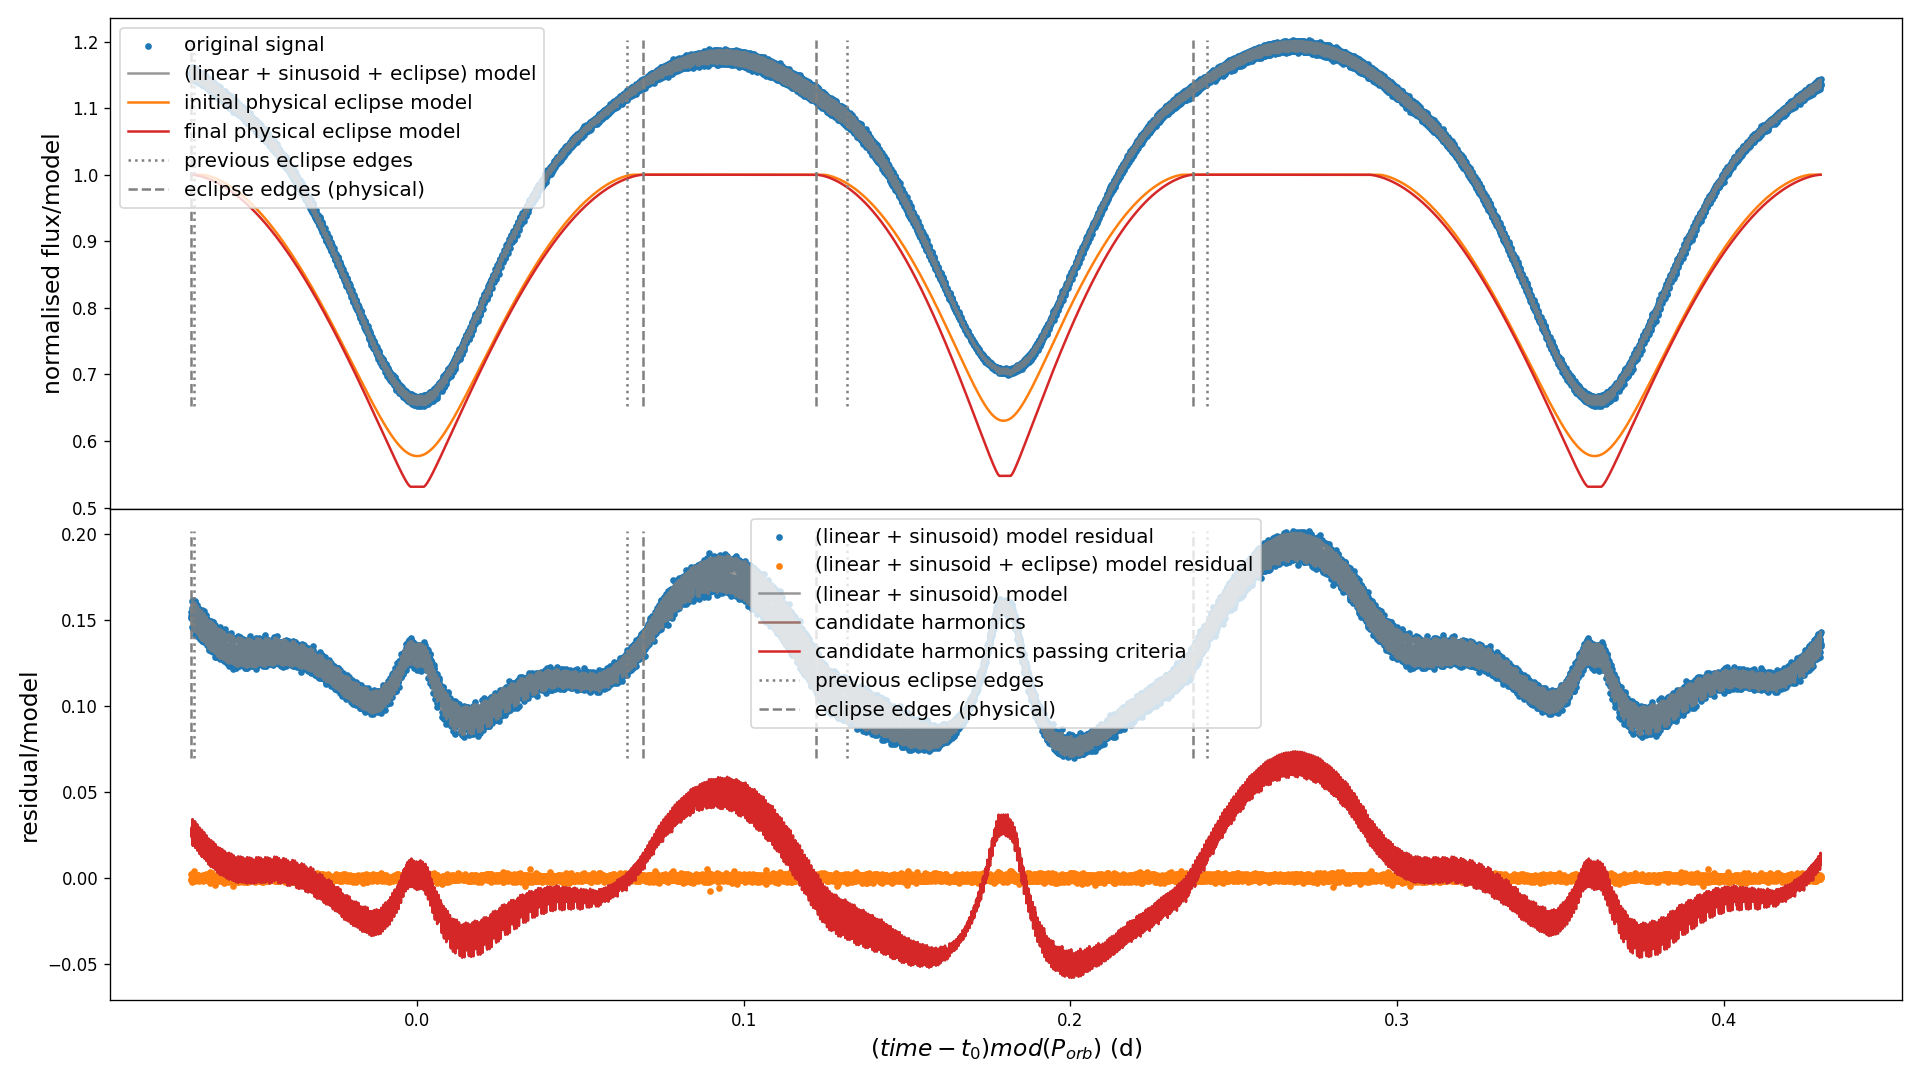 original signal
(linear + sinusoid + eclipse) model
initial physical eclipse model
final physical eclipse model
previous eclipse edges
eclipse edges (physical)
normalised flux/model
1.2
1.1
1.0
0.9
0.8
0.7
0.6
0.5
(linear + sinusoid) model residual
(linear + sinusoid + eclipse) model residual
(linear + sinusoid) model
candidate harmonics
candidate harmonics passing criteria
previous eclipse edges
eclipse edges (physical)
residual/model
0.20
0.15
0.10
0.05
0.00
−0.05
0.0 0.1 0.2 0.3 0.4
(time − t₀)mod(Pₒᵣᵦ) (d)